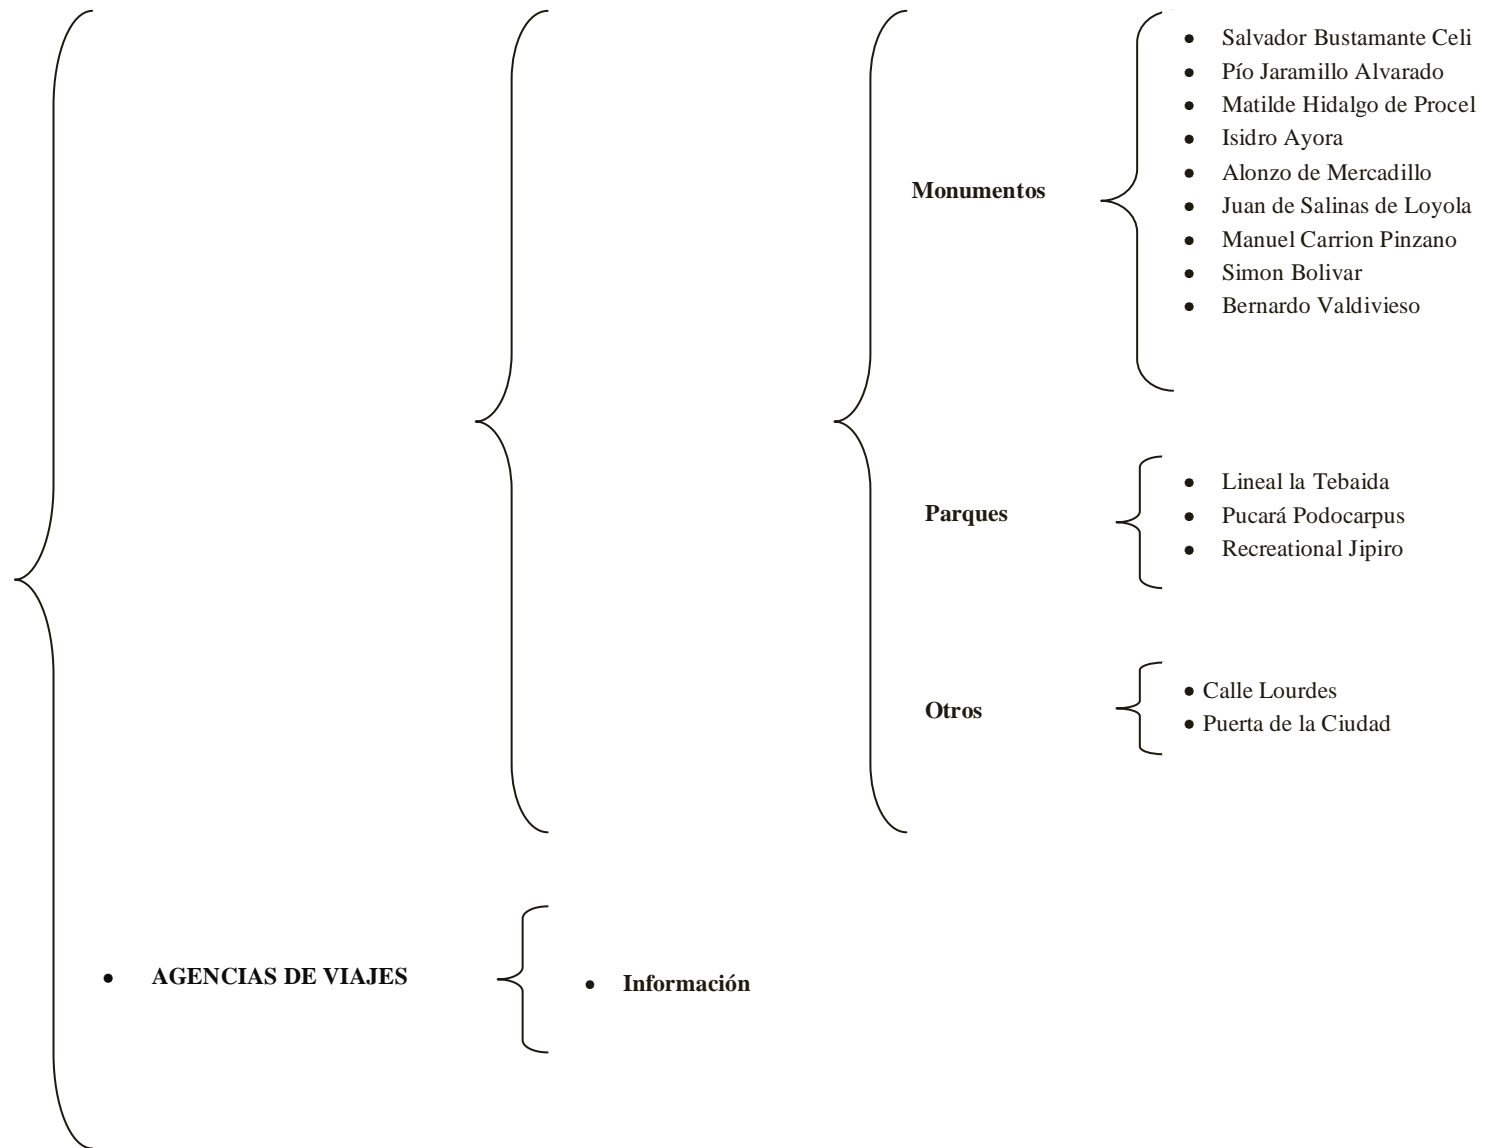 Monumentos
• Salvador Bustamante Celi
• Pío Jaramillo Alvarado
• Matilde Hidalgo de Procel
• Isidro Ayora
• Alonzo de Mercadillo
• Juan de Salinas de Loyola
• Manuel Carrion Pinzano
• Simon Bolivar
• Bernardo Valdivieso
Parques
• Lineal la Tebaida
• Pucará Podocarpus
• Recreational Jipiro
Otros
• Calle Lourdes
• Puerta de la Ciudad
• AGENCIAS DE VIAJES
• Información